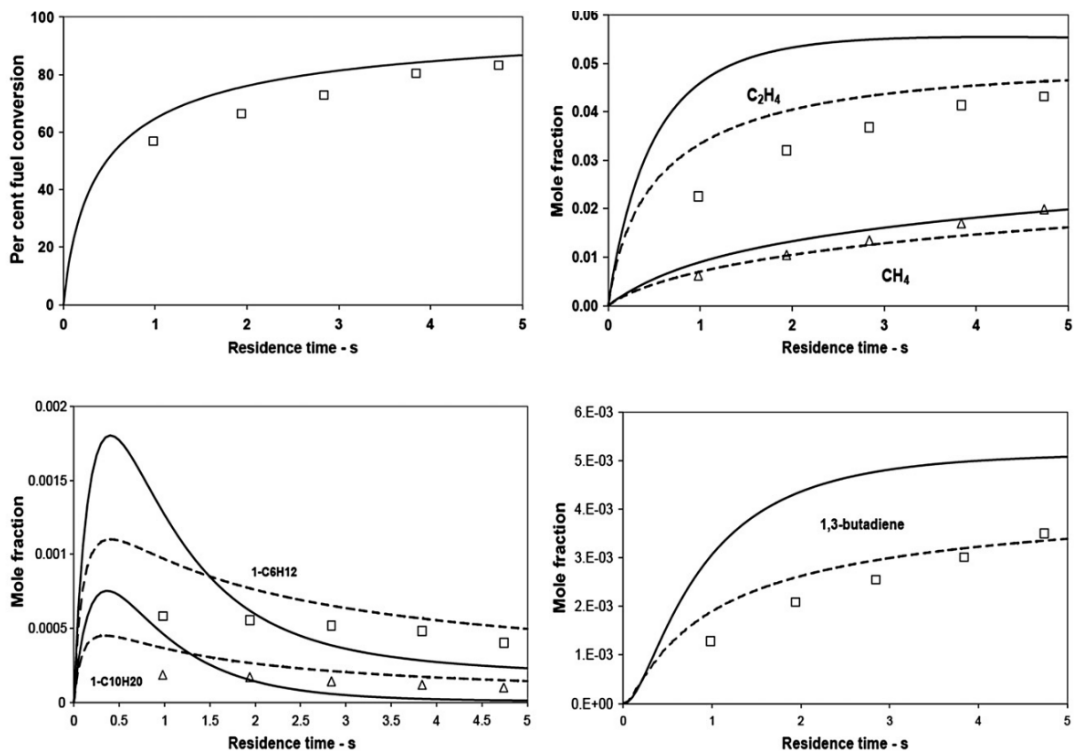 100
80
60
40
20
0
0 1 2 3 4 5
Per cent fuel conversion
Residence time - s
0.06
0.05
0.04
0.03
0.02
0.01
0.00
0 1 2 3 4 5
Mole fraction
C₂H₄
CH₄
Residence time - s
0.002
0.0015
0.001
0.0005
0
0 0.5 1 1.5 2 2.5 3 3.5 4 4.5 5
Mole fraction
1-C6H12
1-C10H20
Residence time - s
6.E-03
5.E-03
4.E-03
3.E-03
2.E-03
1.E-03
0.E+00
0 1 2 3 4 5
Mole fraction
1,3-butadiene
Residence time - s